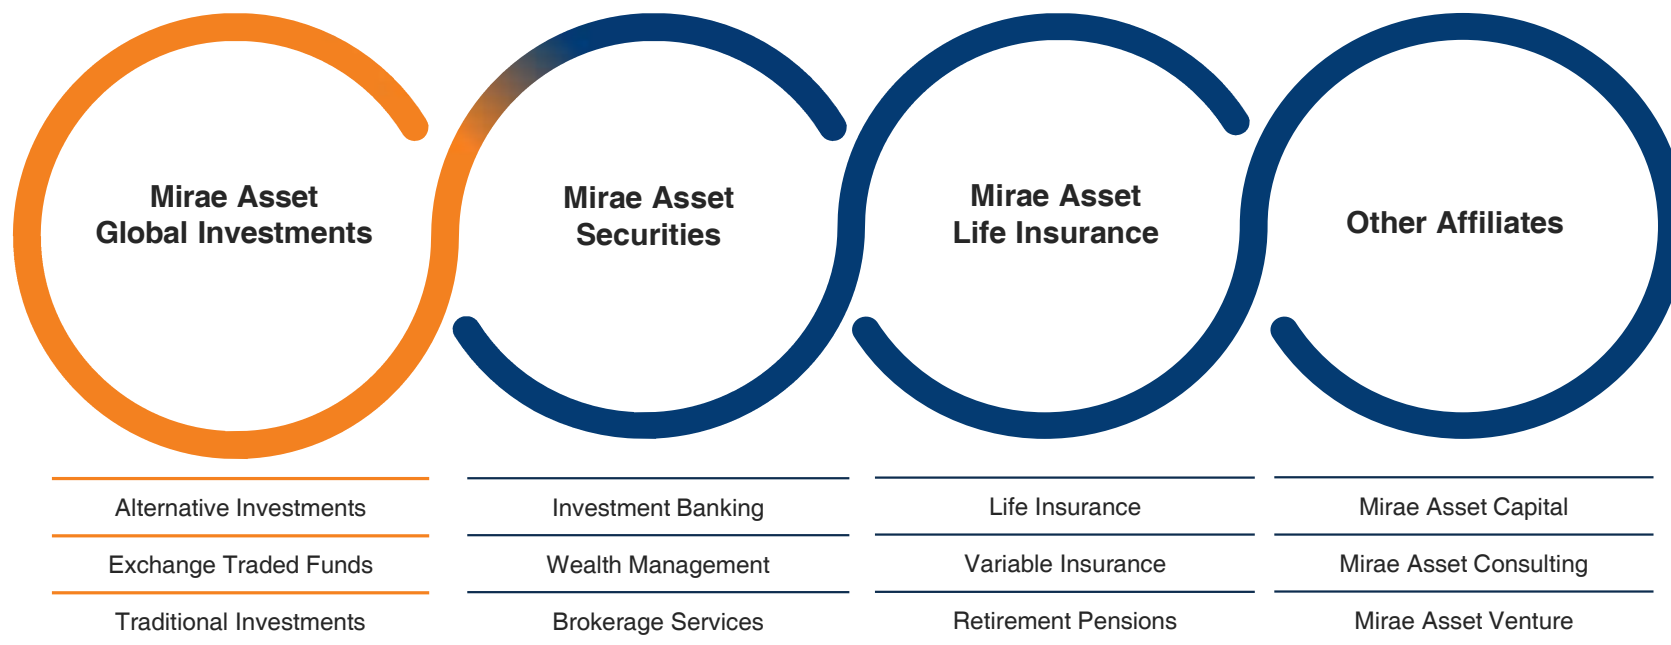 Mirae Asset
Global Investments
Mirae Asset
Securities
Mirae Asset
Life Insurance
Other Affiliates
Alternative Investments
Exchange Traded Funds
Traditional Investments
Investment Banking
Wealth Management
Brokerage Services
Life Insurance
Variable Insurance
Retirement Pensions
Mirae Asset Capital
Mirae Asset Consulting
Mirae Asset Venture